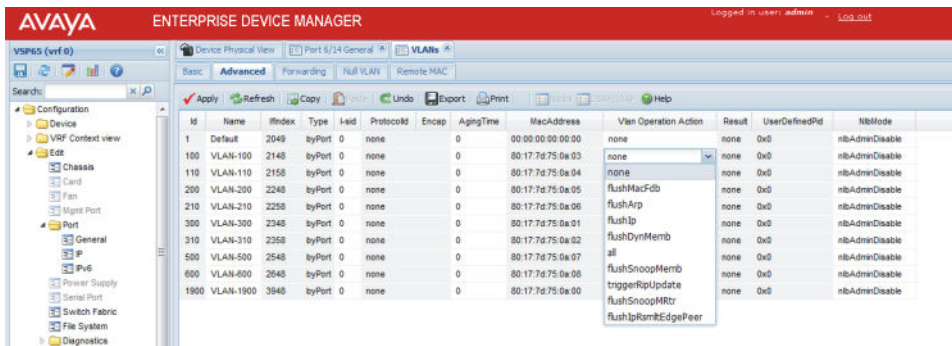 AVAYA ENTERPRISE DEVICE MANAGER Logged in user: admin - Log out
VSP65 (vrf 0)
Device Physical View Port 6/14 General VLANs
Basic Advanced Forwarding Null VLAN Remote MAC
Search:
Apply Refresh Copy Undo Export Print Help
Configuration
Device
VRF Context view
Edit
Chassis
Card
Fan
Mgmt Port
Port
General
IP
IPv6
Power Supply
Serial Port
Switch Fabric
File System
Diagnostics
Id Name IfIndex Type I-sid ProtocolId Encap AgingTime MacAddress Vlan Operation Action Result UserDefinedPid NlbMode
1 Default 2049 byPort 0 none 0 00:00:00:00:00:00 none none 0x0 nlbAdminDisable
100 VLAN-100 2148 byPort 0 none 0 80:17:7d:75:0a:03 none none 0x0 nlbAdminDisable
110 VLAN-110 2158 byPort 0 none 0 80:17:7d:75:0a:04 none 0x0 nlbAdminDisable
200 VLAN-200 2248 byPort 0 none 0 80:17:7d:75:0a:05 none 0x0 nlbAdminDisable
210 VLAN-210 2258 byPort 0 none 0 80:17:7d:75:0a:06 none 0x0 nlbAdminDisable
300 VLAN-300 2348 byPort 0 none 0 80:17:7d:75:0a:01 none 0x0 nlbAdminDisable
310 VLAN-310 2358 byPort 0 none 0 80:17:7d:75:0a:02 none 0x0 nlbAdminDisable
500 VLAN-500 2548 byPort 0 none 0 80:17:7d:75:0a:07 none 0x0 nlbAdminDisable
600 VLAN-600 2648 byPort 0 none 0 80:17:7d:75:0a:08 none 0x0 nlbAdminDisable
1900 VLAN-1900 3948 byPort 0 none 0 80:17:7d:75:0a:00 none 0x0 nlbAdminDisable
none
flushMacFdb
flushArp
flushIp
flushDynMemb
all
flushSnoopMemb
triggerRipUpdate
flushSnoopMRtr
flushIpRsmltEdgePeer